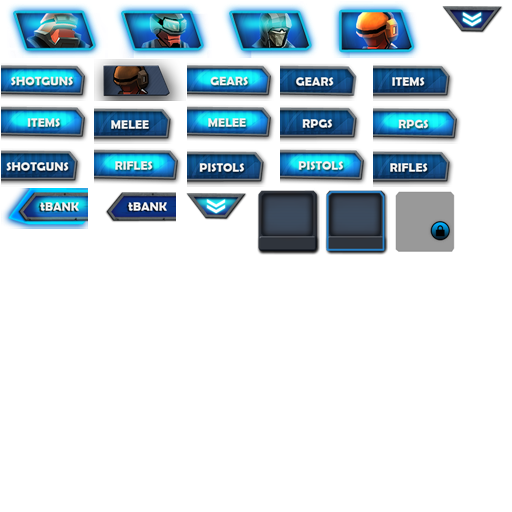 SHOTGUNS GEARS GEARS ITEMS
ITEMS MELEE MELEE RPGS RPGS
SHOTGUNS RIFLES PISTOLS PISTOLS RIFLES
tBANK tBANK